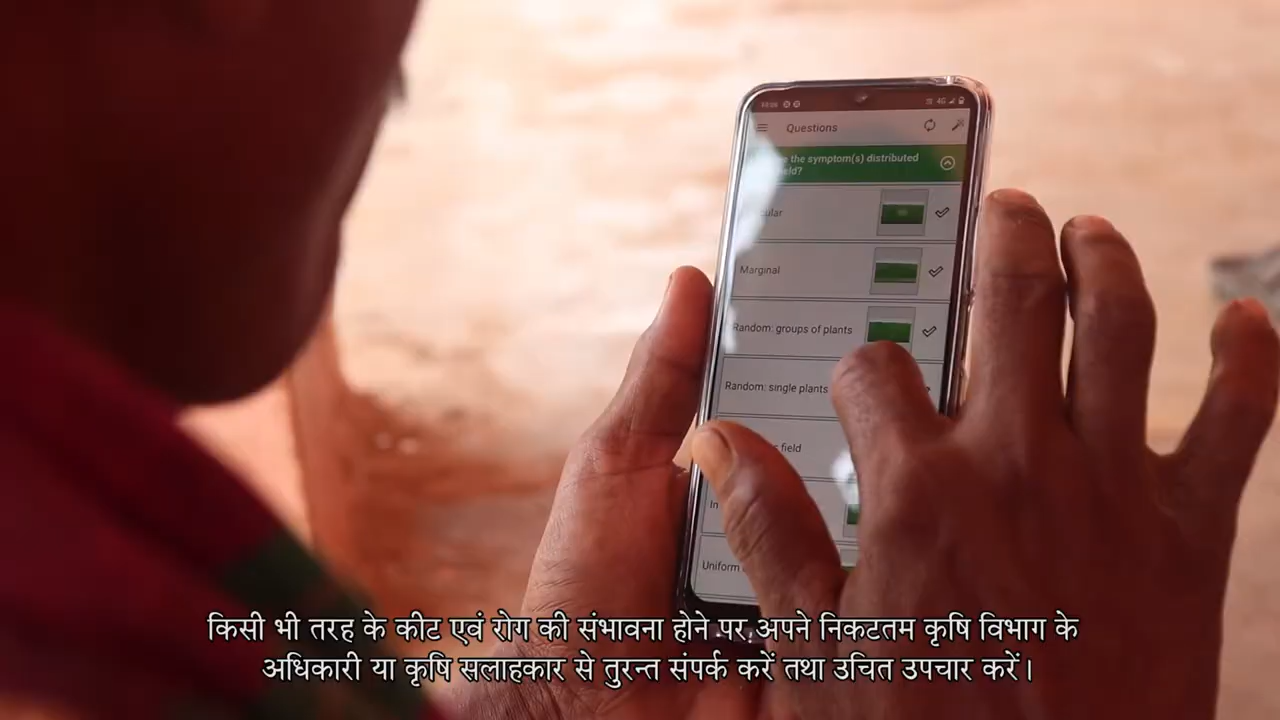 Questions
the symptom(s) distributed
Marginal
Random: groups of plants
Random: single plants
field
Uniform
किसी भी तरह के कीट एवं रोग की संभावना होने पर अपने निकटतम कृषि विभाग के
अधिकारी या कृषि सलाहकार से तुरन्त संपर्क करें तथा उचित उपचार करें।